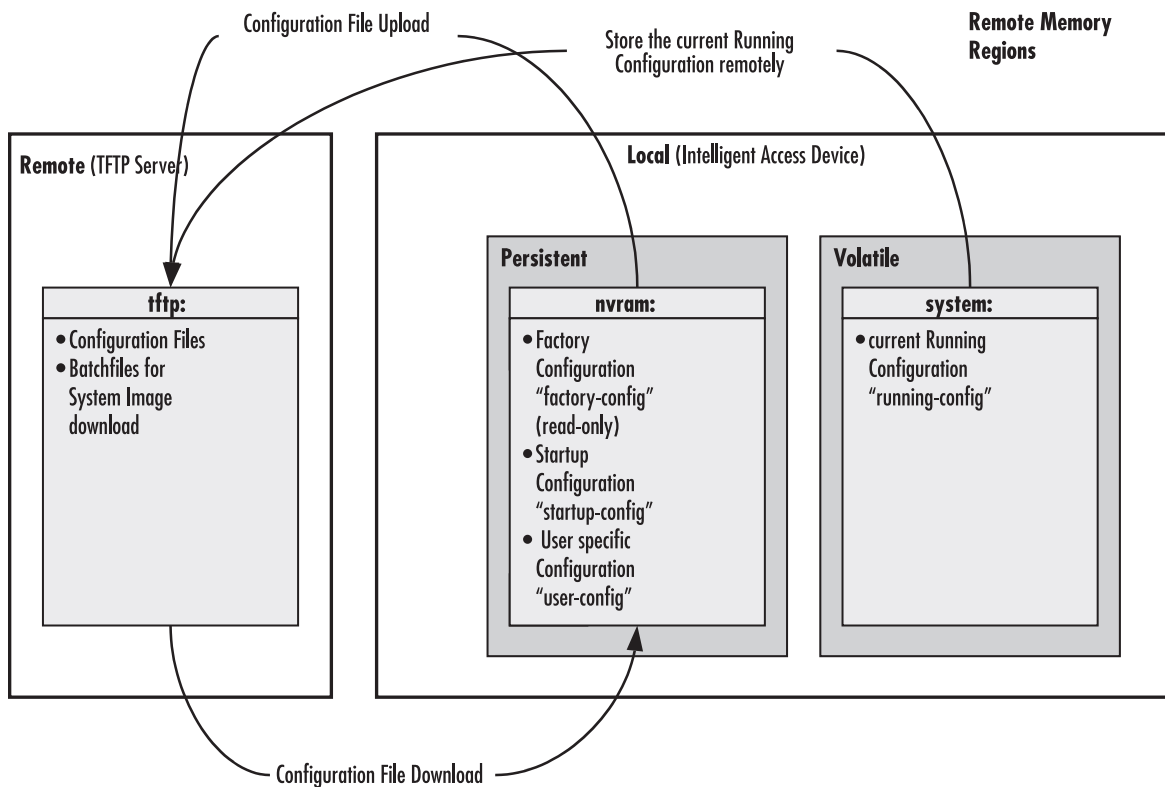 Configuration File Upload
Store the current Running
Configuration remotely
Remote Memory
Regions
Remote (TFTP Server)
Local (Intelligent Access Device)
Persistent
Volatile
tftp:
• Configuration Files
• Batchfiles for
System Image
download
nvram:
• Factory
Configuration
“factory-config”
(read-only)
• Startup
Configuration
“startup-config”
• User specific
Configuration
“user-config”
system:
• current Running
Configuration
“running-config”
Configuration File Download